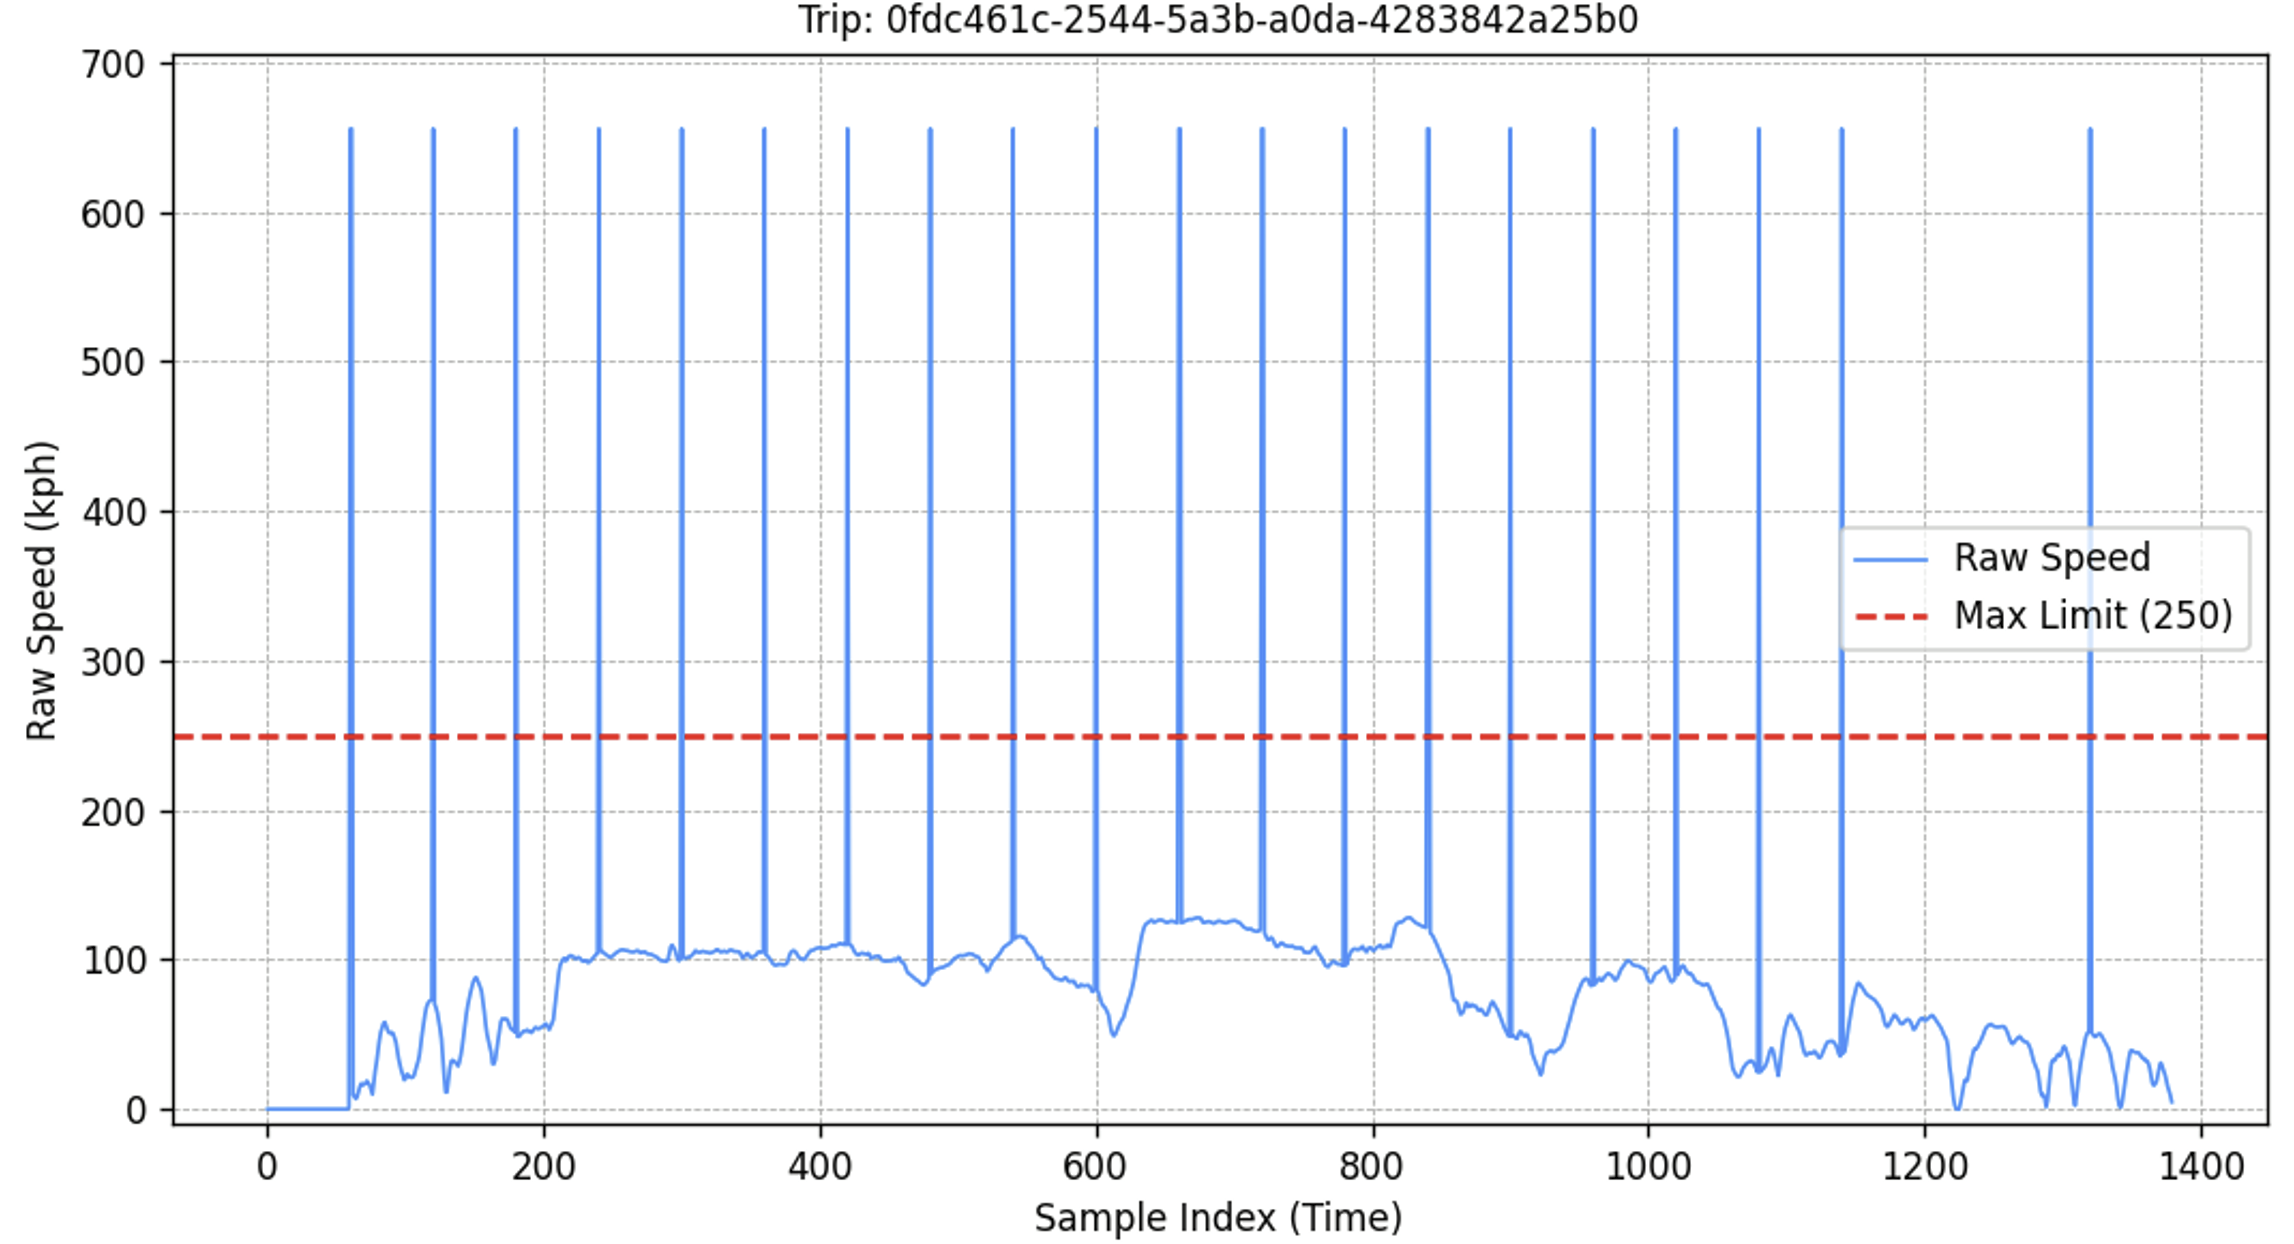 Trip: 0fdc461c-2544-5a3b-a0da-4283842a25b0
700
600
500
400
300
200
100
0
Raw Speed (kph)
Raw Speed
Max Limit (250)
0 200 400 600 800 1000 1200 1400
Sample Index (Time)